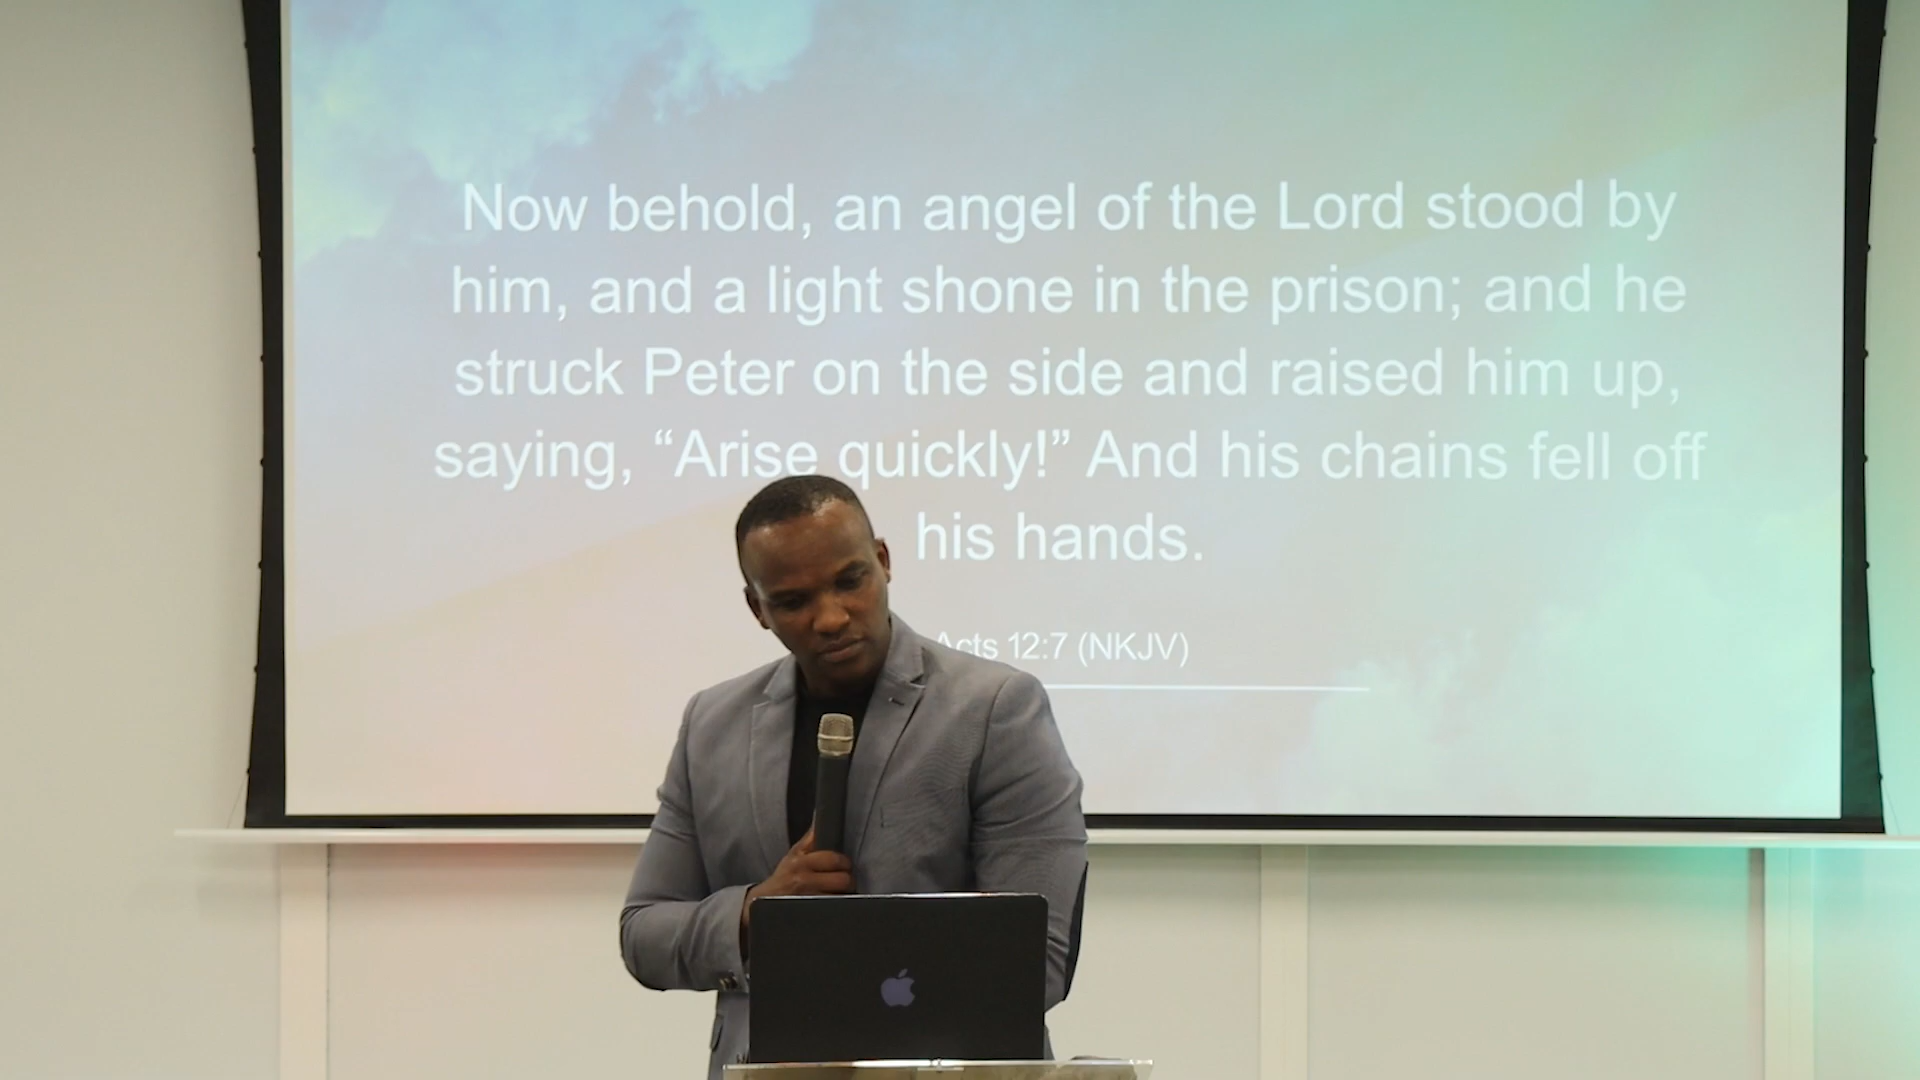 Now behold, an angel of the Lord stood by
him, and a light shone in the prison; and he
struck Peter on the side and raised him up,
saying, “Arise quickly!” And his chains fell off
his hands.
Acts 12:7 (NKJV)